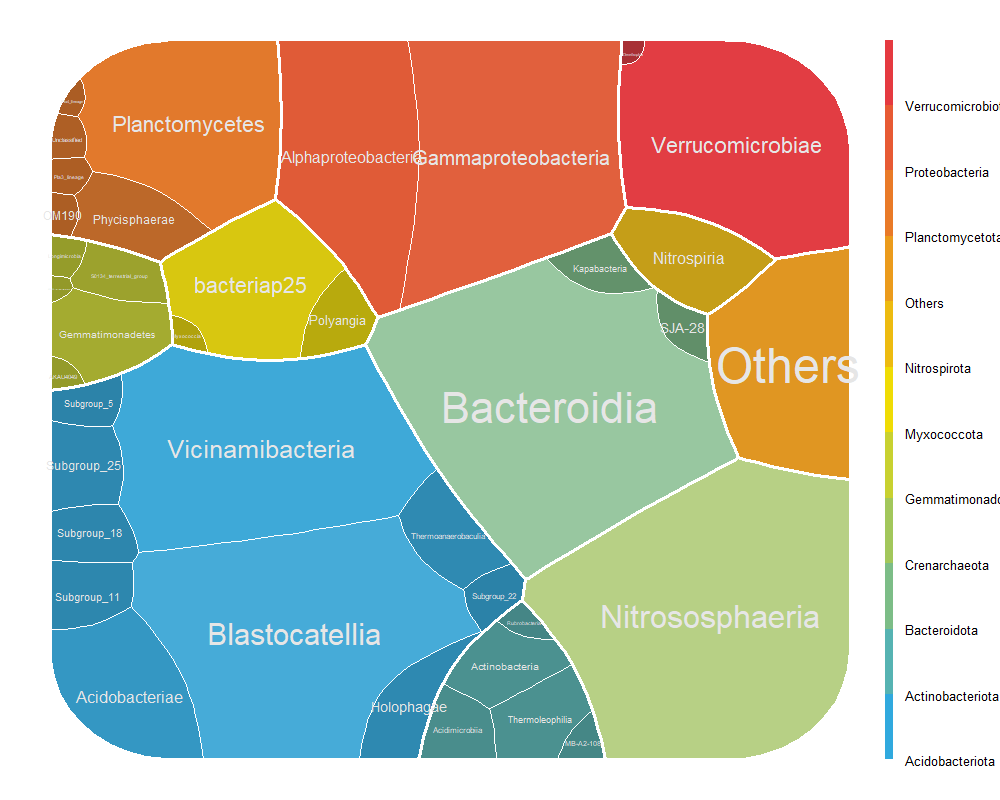 Planctomycetes
Alphaproteobacteria
Gammaproteobacteria
Verrucomicrobiae
Unclassified
Pla3_lineage
OM190
Phycisphaerae
bacteriap25
Polyangia
Kapabacteria
Nitrospiria
SJA-28
Others
S0134_terrestrial_group
Gemmatimonadetes
Subgroup_5
Subgroup_25
Vicinamibacteria
Bacteroidia
Subgroup_18
Thermoanaerobaculia
Subgroup_11
Subgroup_22
Blastocatellia
Nitrososphaeria
Acidobacteriae
Holophagae
Actinobacteria
Acidimicrobiia
Thermoleophilia
MB-A2-108
Verrucomicrobiot
Proteobacteria
Planctomycetota
Others
Nitrospirota
Myxococcota
Gemmatimonado
Crenarchaeota
Bacteroidota
Actinobacteriota
Acidobacteriota